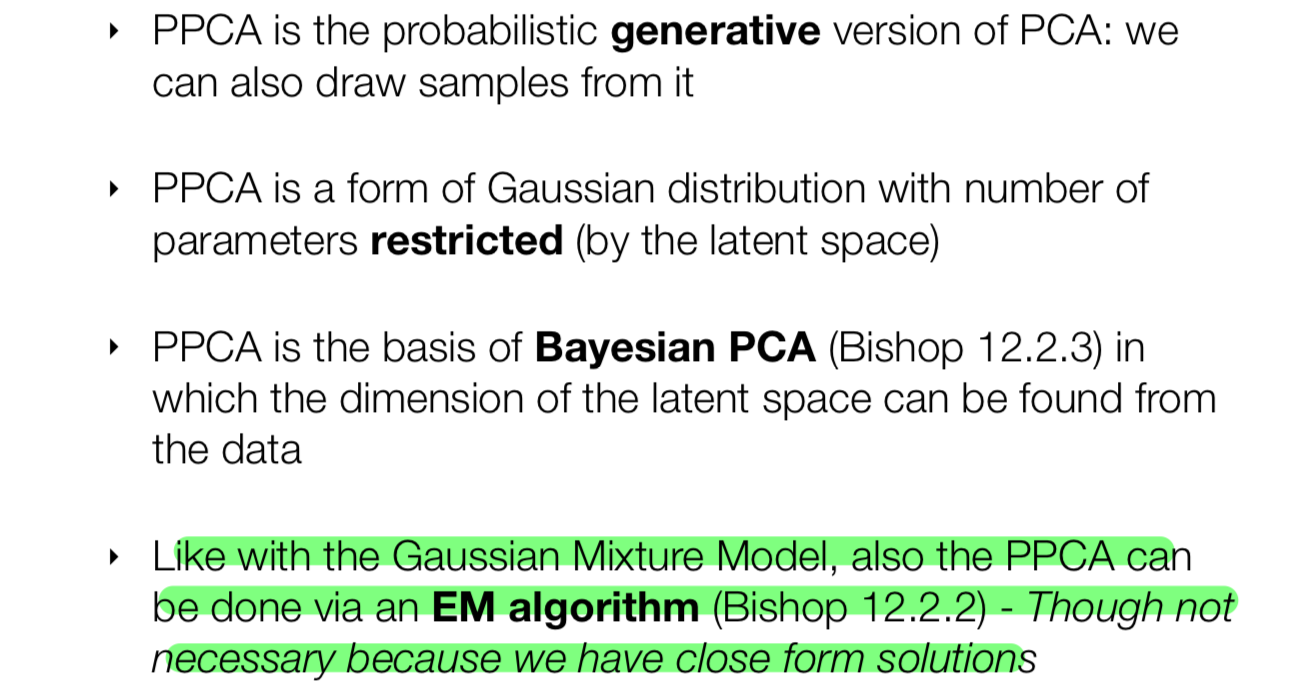 ‣ PPCA is the probabilistic generative version of PCA: we
can also draw samples from it
‣ PPCA is a form of Gaussian distribution with number of
parameters restricted (by the latent space)
‣ PPCA is the basis of Bayesian PCA (Bishop 12.2.3) in
which the dimension of the latent space can be found from
the data
‣ Like with the Gaussian Mixture Model, also the PPCA can
be done via an EM algorithm (Bishop 12.2.2) - Though not
necessary because we have close form solutions